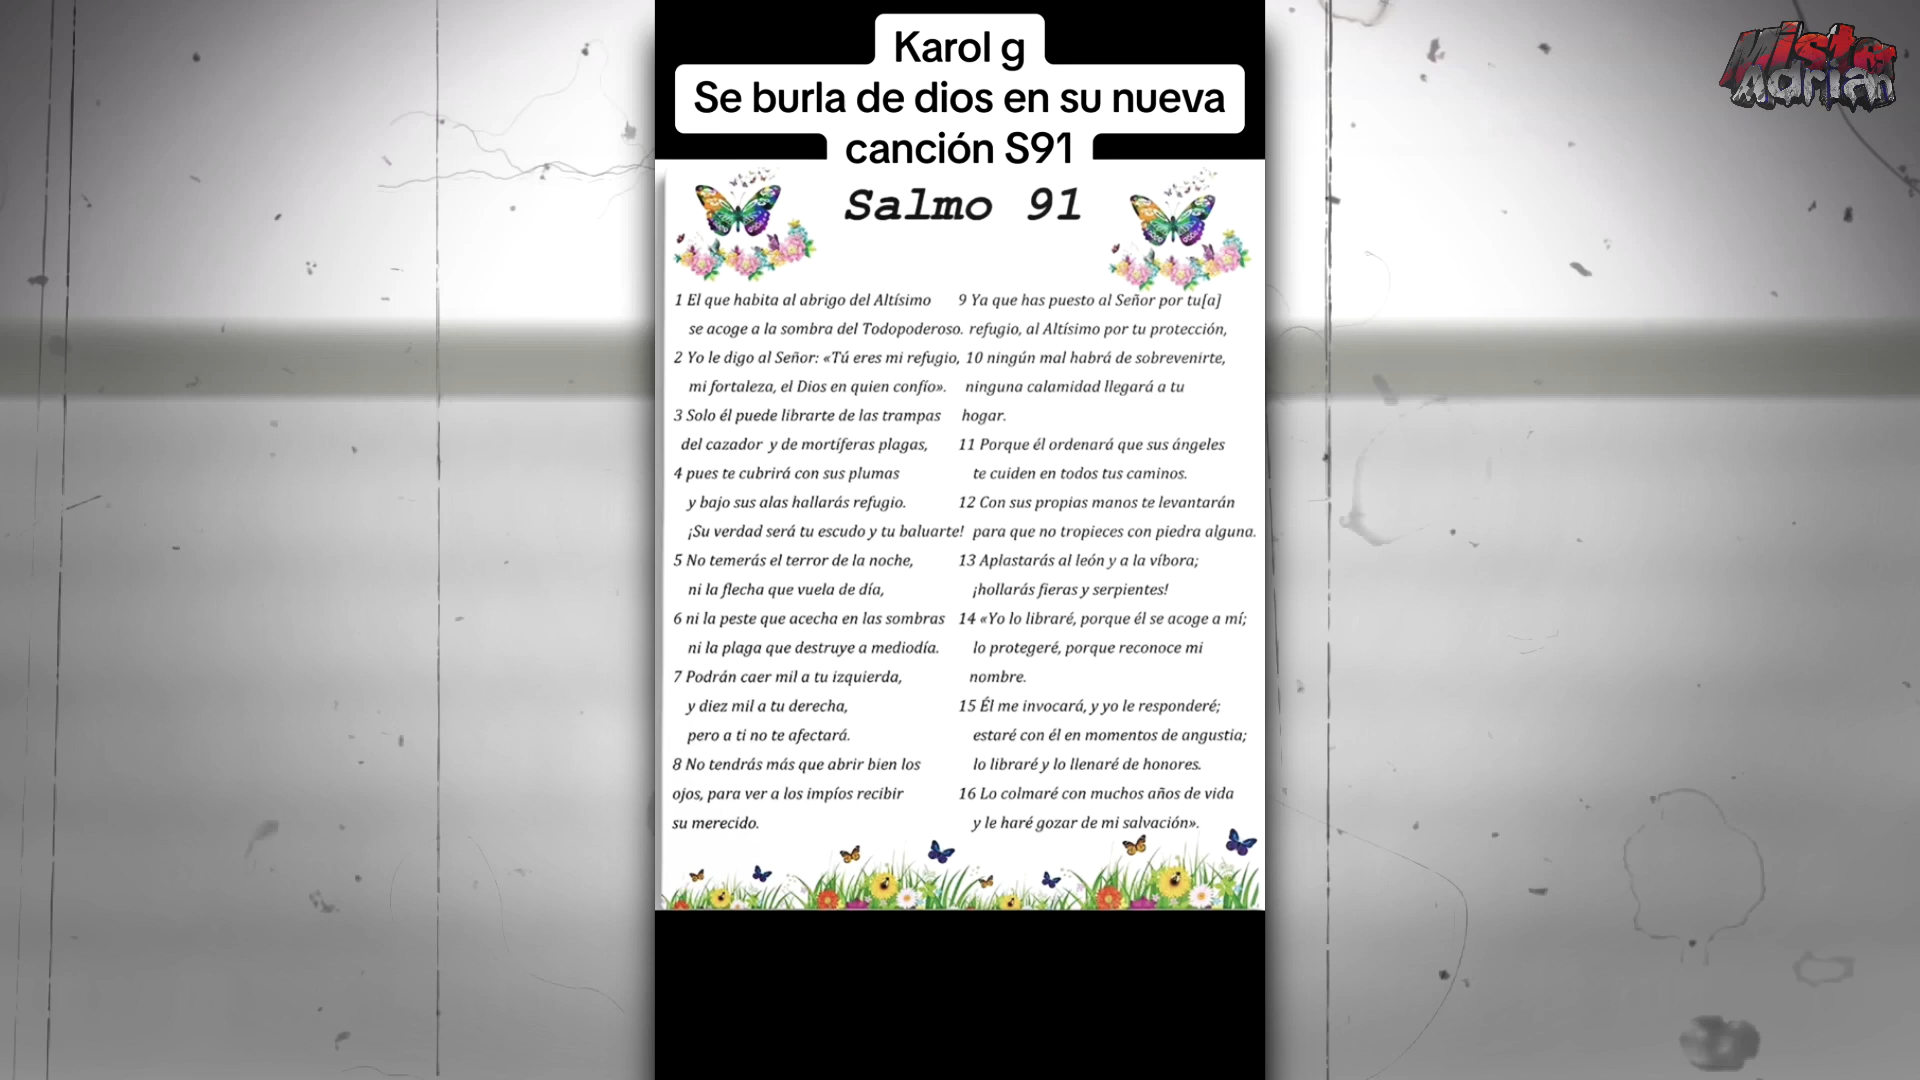 Karol g
Se burla de dios en su nueva
canción S91
Mister
Adrian
Salmo 91
1 El que habita al abrigo del Altísimo
se acoge a la sombra del Todopoderoso.
2 Yo le digo al Señor: «Tú eres mi refugio,
mi fortaleza, el Dios en quien confío».
3 Solo él puede librarte de las trampas
del cazador y de mortíferas plagas,
4 pues te cubrirá con sus plumas
y bajo sus alas hallarás refugio.
¡Su verdad será tu escudo y tu baluarte!
5 No temerás el terror de la noche,
ni la flecha que vuela de día,
6 ni la peste que acecha en las sombras
ni la plaga que destruye a mediodía.
7 Podrán caer mil a tu izquierda,
y diez mil a tu derecha,
pero a ti no te afectará.
8 No tendrás más que abrir bien los
ojos, para ver a los impíos recibir
su merecido.
9 Ya que has puesto al Señor por tu[a]
refugio, al Altísimo por tu protección,
10 ningún mal habrá de sobrevenirte,
ninguna calamidad llegará a tu
hogar.
11 Porque él ordenará que sus ángeles
te cuiden en todos tus caminos.
12 Con sus propias manos te levantarán
para que no tropieces con piedra alguna.
13 Aplastarás al león y a la víbora;
¡hollarás fieras y serpientes!
14 «Yo lo libraré, porque él se acoge a mí;
lo protegeré, porque reconoce mi
nombre.
15 Él me invocará, y yo le responderé;
estaré con él en momentos de angustia;
lo libraré y lo llenaré de honores.
16 Lo colmaré con muchos años de vida
y le haré gozar de mi salvación».